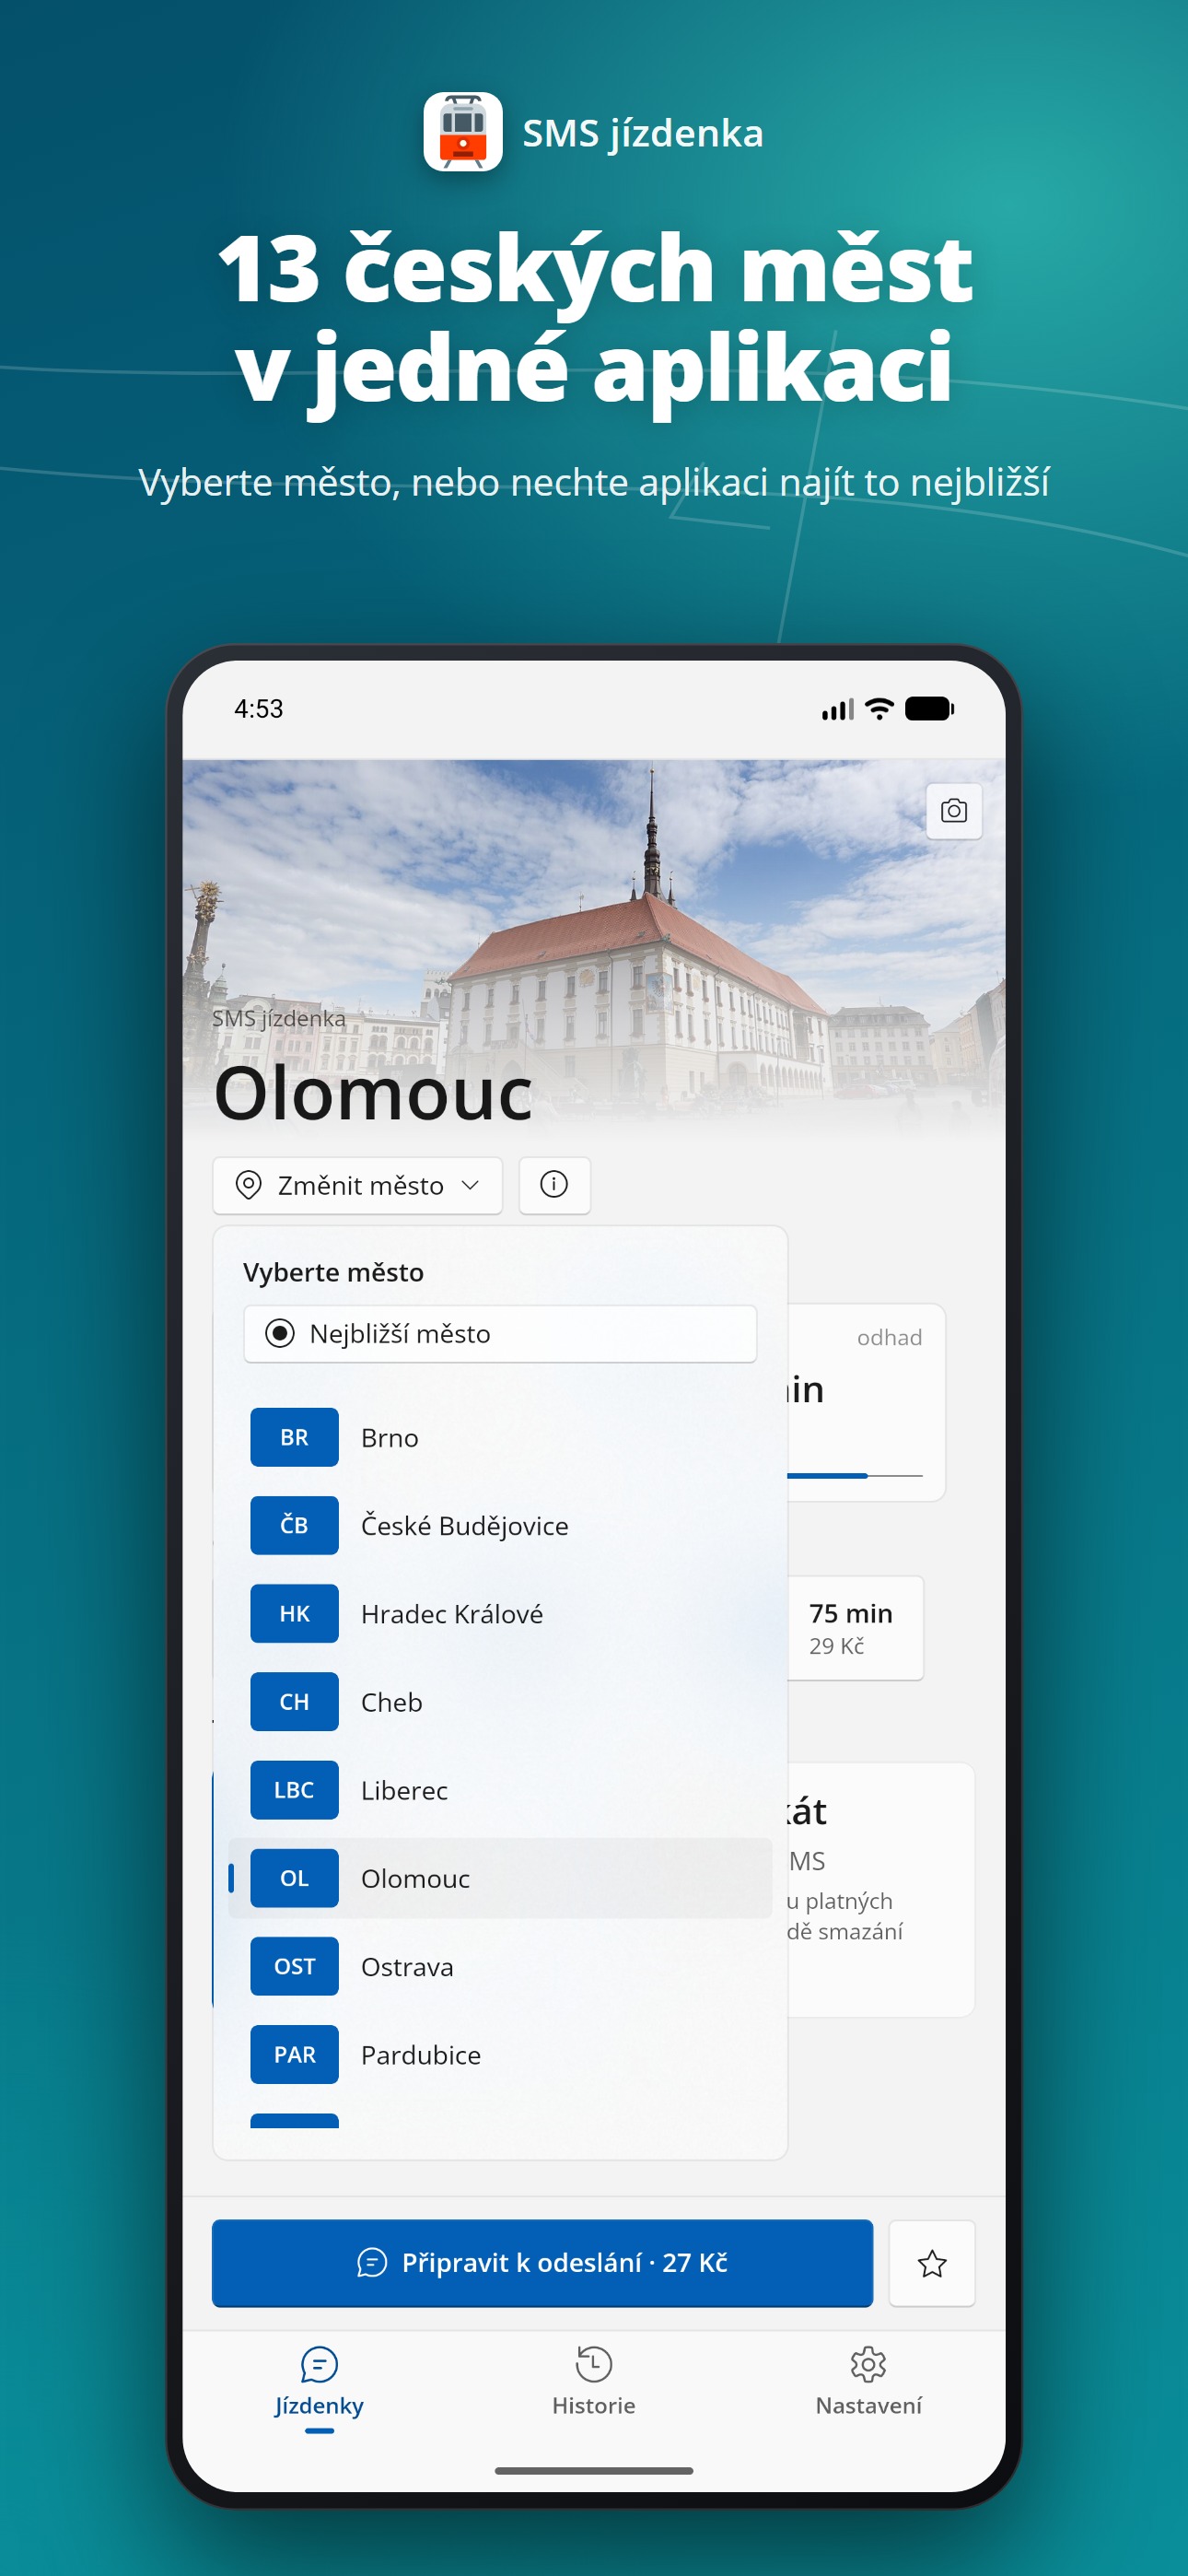 SMS jízdenka
13 českých měst
v jedné aplikaci
Vyberte město, nebo nechte aplikaci najít to nejbližší
4:53
SMS jízdenka
Olomouc
Změnit město
Vyberte město
Nejbližší město
odhad
in
BR Brno
ČB České Budějovice
HK Hradec Králové
75 min
29 Kč
CH Cheb
LBC Liberec
kát
MS
OL Olomouc
u platných
dě smazání
OST Ostrava
PAR Pardubice
Připravit k odeslání · 27 Kč
Jízdenky
Historie
Nastavení